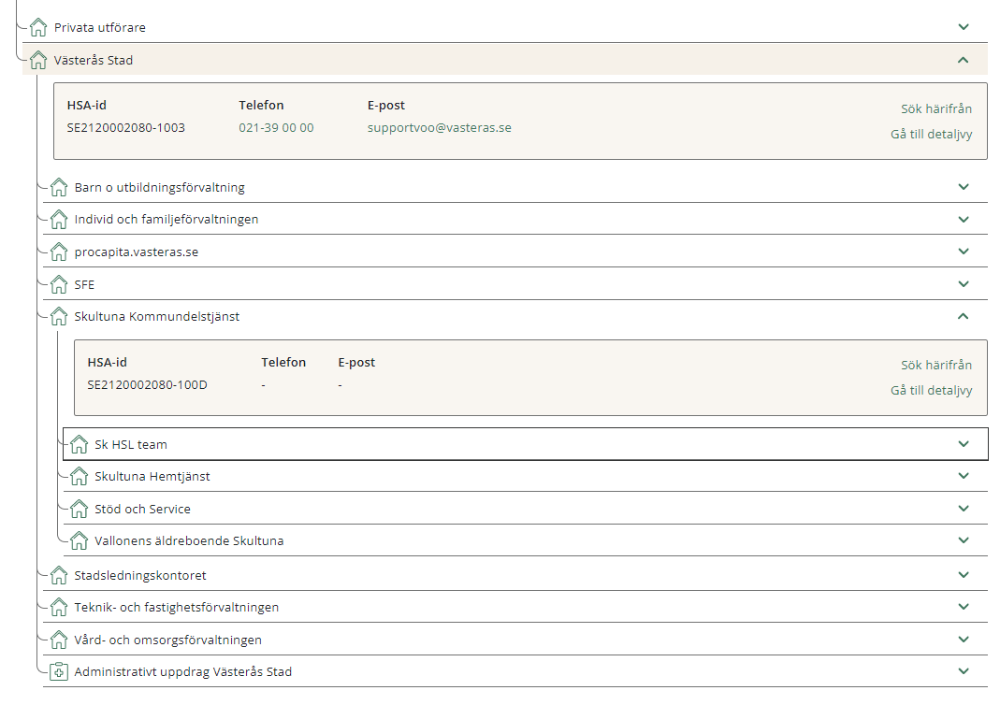 Privata utförare
Västerås Stad
HSA-id Telefon E-post
Sök härifrån
SE2120002080-1003 021-39 00 00 supportvoo@vasteras.se
Gå till detaljvy
Barn o utbildningsförvaltning
Individ och familjeförvaltningen
procapita.vasteras.se
SFE
Skultuna Kommundelstjänst
HSA-id Telefon E-post
Sök härifrån
SE2120002080-100D - -
Gå till detaljvy
Sk HSL team
Skultuna Hemtjänst
Stöd och Service
Vallonens äldreboende Skultuna
Stadsledningskontoret
Teknik- och fastighetsförvaltningen
Vård- och omsorgsförvaltningen
Administrativt uppdrag Västerås Stad